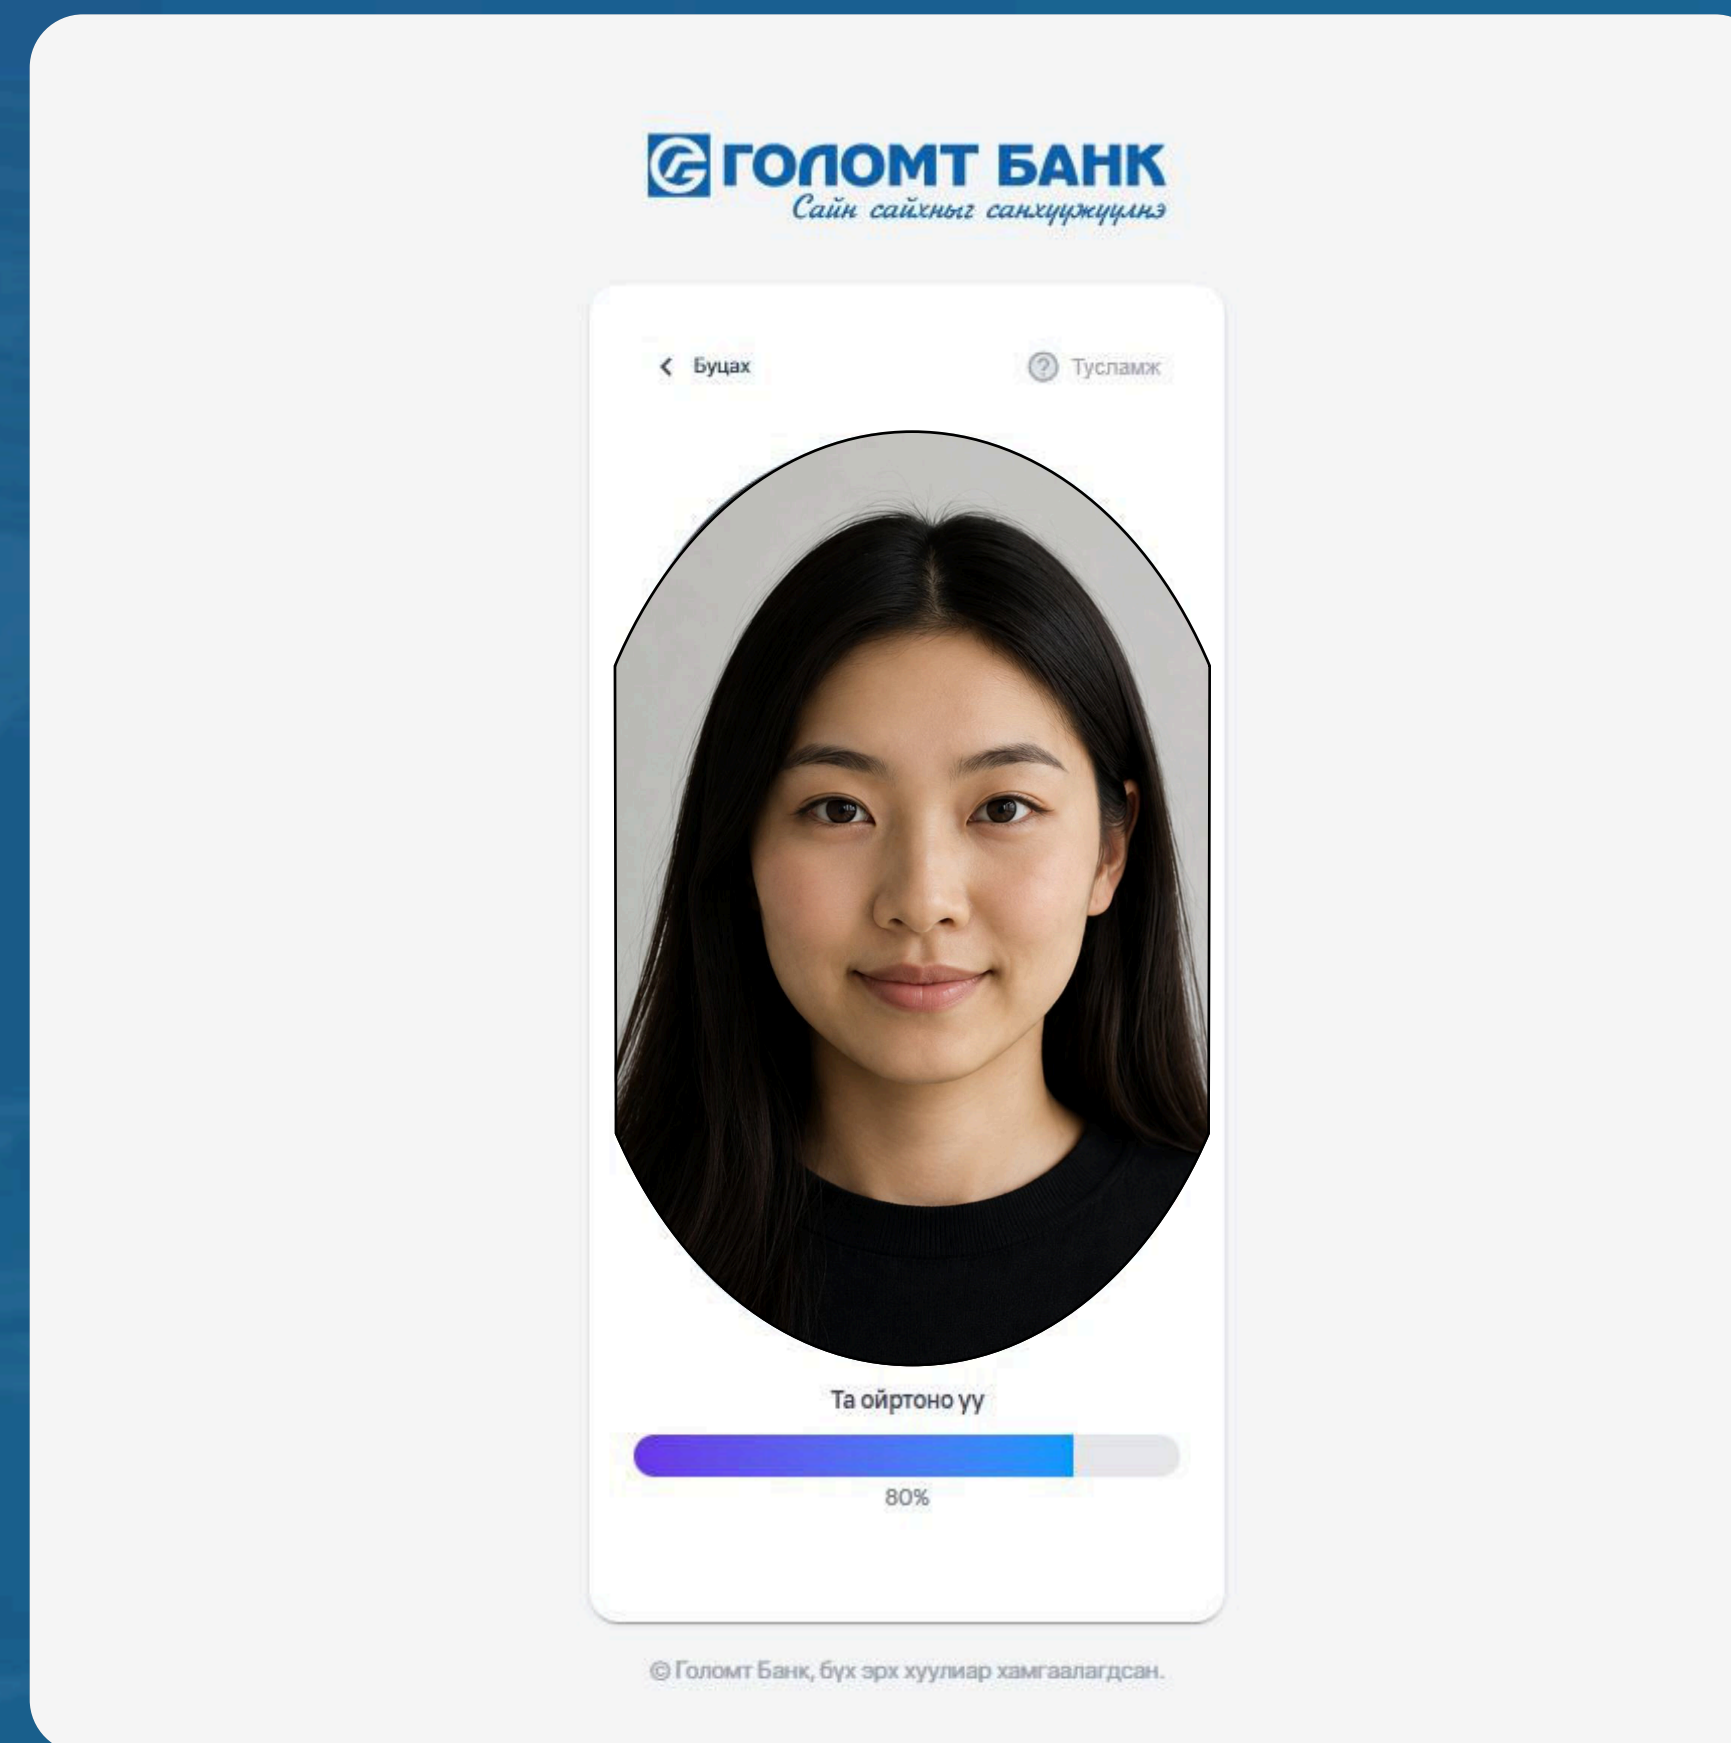 ГОЛОМТ БАНК
Сайн сайхныг санхүүжүүлнэ
Буцах
Тусламж
Та ойртоно уу
80%
© Голомт Банк, бүх эрх хуулиар хамгаалагдсан.